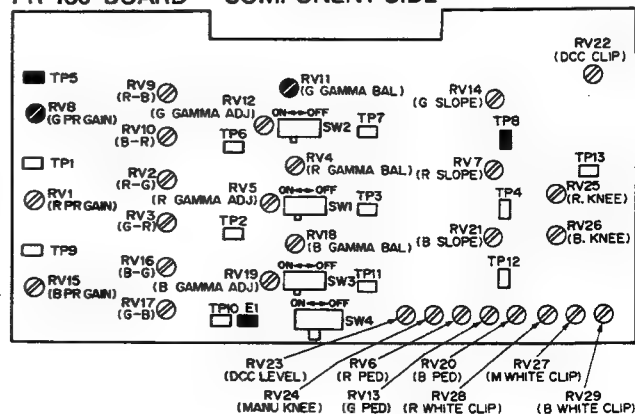 BOARD COMPONENT SIDE
RV22
(DCC CLIP)
TP5
RV9
(R-B)
RV11
(G GAMMA BAL)
RV14
(G SLOPE)
RV8
(G PR GAIN)
RV12
(G GAMMA ADJ)
ON↔OFF
SW2
TP7
TP8
RV10
(B-R)
TP6
TP1
RV4
(R GAMMA BAL)
RV7
(R SLOPE)
TP13
RV2
(R-G)
RV1
(R PR GAIN)
RV5
(R GAMMA ADJ)
ON↔OFF
SW1
TP3
TP4
RV25
(R. KNEE)
RV3
(G-R)
TP2
RV18
(B GAMMA BAL)
RV21
(B SLOPE)
RV26
(B. KNEE)
TP9
RV16
(B-G)
RV19
(B GAMMA ADJ)
ON↔OFF
SW3
TP11
TP12
RV15
(B PR GAIN)
RV17
(G-B)
TP10
E1
ON↔OFF
SW4
RV23
(DCC LEVEL)
RV6
(R PED)
RV20
(B PED)
RV27
(M WHITE CLIP)
RV24
(MANU KNEE)
RV13
(G PED)
RV28
(R WHITE CLIP)
RV29
(B WHITE CLIP)